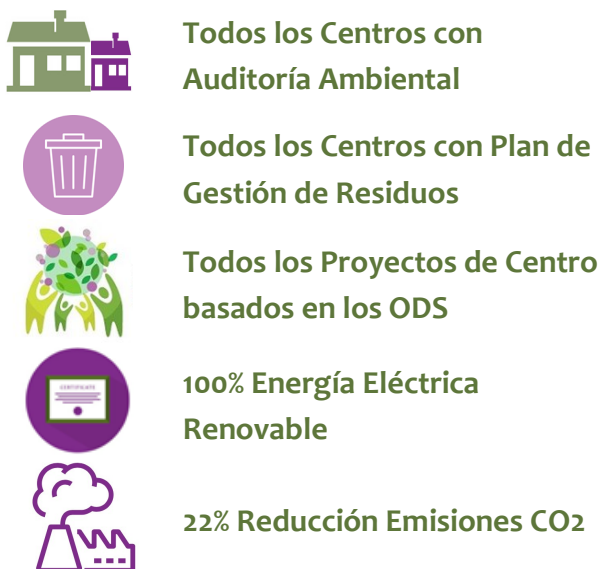 Todos los Centros con
Auditoría Ambiental
Todos los Centros con Plan de
Gestión de Residuos
Todos los Proyectos de Centro
basados en los ODS
CERTIFICATE
100% Energía Eléctrica
Renovable
22% Reducción Emisiones CO2